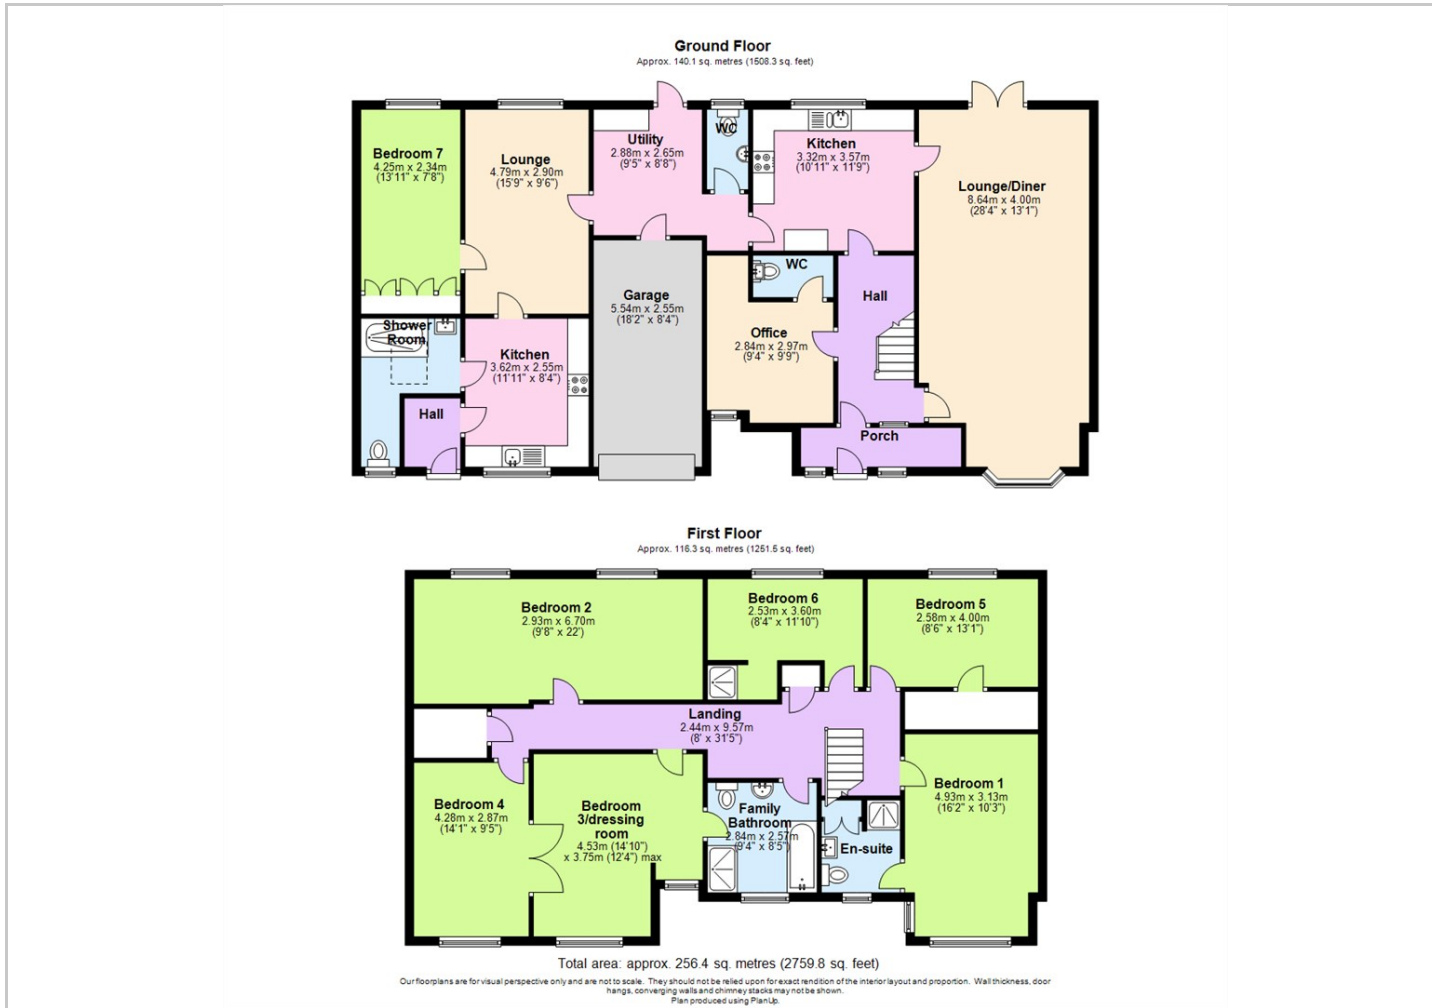 Ground Floor
Approx. 140.1 sq. metres (1508.3 sq. feet)
Bedroom 7
4.25m x 2.34m
(13'11" x 7'8")
Lounge
4.79m x 2.90m
(15'9" x 9'6")
Utility
2.88m x 2.65m
(9'5" x 8'8")
WC
Kitchen
3.32m x 3.57m
(10'11" x 11'9")
Lounge/Diner
8.64m x 4.00m
(28'4" x 13'1")
Shower
Room
Kitchen
3.62m x 2.55m
(11'11" x 8'4")
Hall
Garage
5.54m x 2.55m
(18'2" x 8'4")
WC
Office
2.84m x 2.97m
(9'4" x 9'9")
Hall
Porch
First Floor
Approx. 116.3 sq. metres (1251.5 sq. feet)
Bedroom 2
2.93m x 6.70m
(9'8" x 22')
Bedroom 6
2.53m x 3.60m
(8'4" x 11'10")
Bedroom 5
2.58m x 4.00m
(8'6" x 13'1")
Landing
2.44m x 9.57m
(8' x 31'5")
Bedroom 4
4.28m x 2.87m
(14'1" x 9'5")
Bedroom
3/dressing
room
4.53m (14'10")
x 3.75m (12'4") max
Family
Bathroom
2.84m x 2.57m
(9'4" x 8'5")
En-suite
Bedroom 1
4.93m x 3.13m
(16'2" x 10'3")
Total area: approx. 256.4 sq. metres (2759.8 sq. feet)
Our floorplans are for visual perspective only and are not to scale. They should not be relied upon for exact rendition of the interior layout and proportion. Wall thickness, door
hangs, converging walls and chimney stacks may not be shown.
Plan produced using PlanUp.